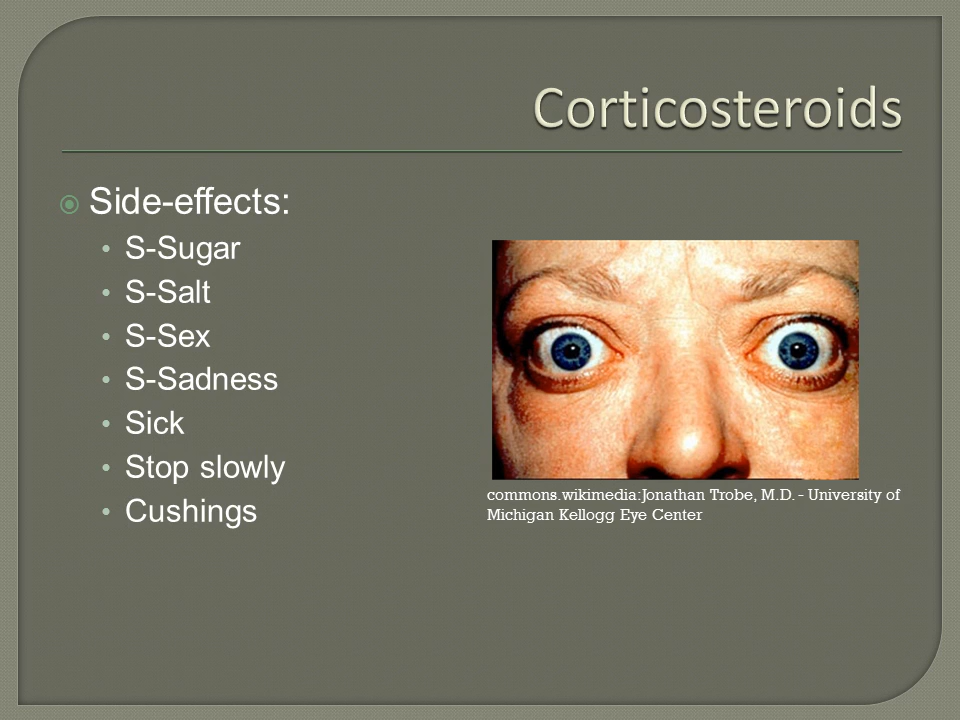 Corticosteroids
Side-effects:
S-Sugar
S-Salt
S-Sex
S-Sadness
Sick
Stop slowly
Cushings
commons.wikimedia:Jonathan Trobe, M.D. - University of
Michigan Kellogg Eye Center